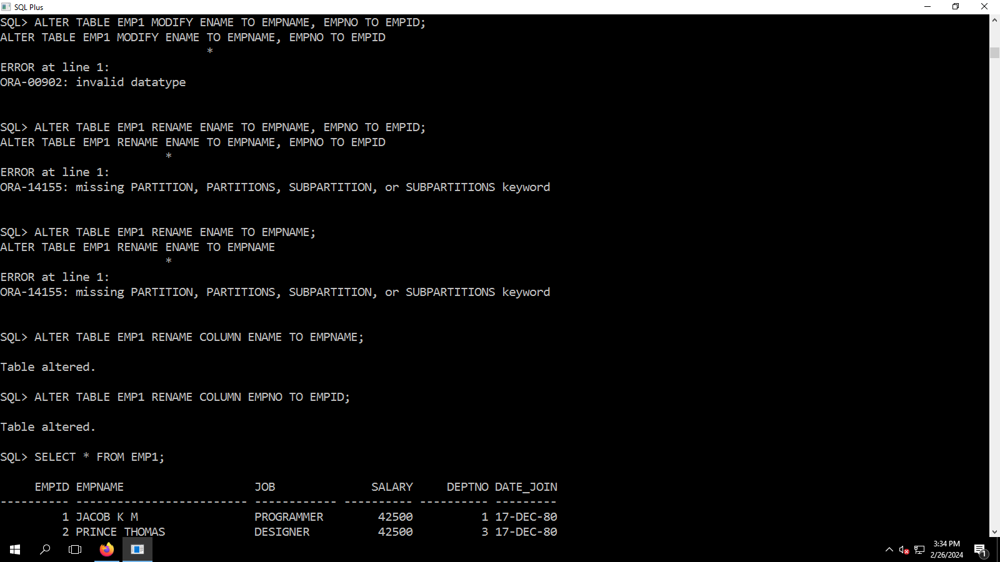 SQL Plus
SQL> ALTER TABLE EMP1 MODIFY ENAME TO EMPNAME, EMPNO TO EMPID;
ALTER TABLE EMP1 MODIFY ENAME TO EMPNAME, EMPNO TO EMPID
                              *
ERROR at line 1:
ORA-00902: invalid datatype
SQL> ALTER TABLE EMP1 RENAME ENAME TO EMPNAME, EMPNO TO EMPID;
ALTER TABLE EMP1 RENAME ENAME TO EMPNAME, EMPNO TO EMPID
                        *
ERROR at line 1:
ORA-14155: missing PARTITION, PARTITIONS, SUBPARTITION, or SUBPARTITIONS keyword
SQL> ALTER TABLE EMP1 RENAME ENAME TO EMPNAME;
ALTER TABLE EMP1 RENAME ENAME TO EMPNAME
                        *
ERROR at line 1:
ORA-14155: missing PARTITION, PARTITIONS, SUBPARTITION, or SUBPARTITIONS keyword
SQL> ALTER TABLE EMP1 RENAME COLUMN ENAME TO EMPNAME;
Table altered.
SQL> ALTER TABLE EMP1 RENAME COLUMN EMPNO TO EMPID;
Table altered.
SQL> SELECT * FROM EMP1;
     EMPID EMPNAME                   JOB              SALARY     DEPTNO DATE_JOIN
---------- ------------------------- ------------ ---------- ---------- ---------
         1 JACOB K M                 PROGRAMMER        42500          1 17-DEC-80
         2 PRINCE THOMAS             DESIGNER          42500          3 17-DEC-80
3:34 PM
2/26/2024
1